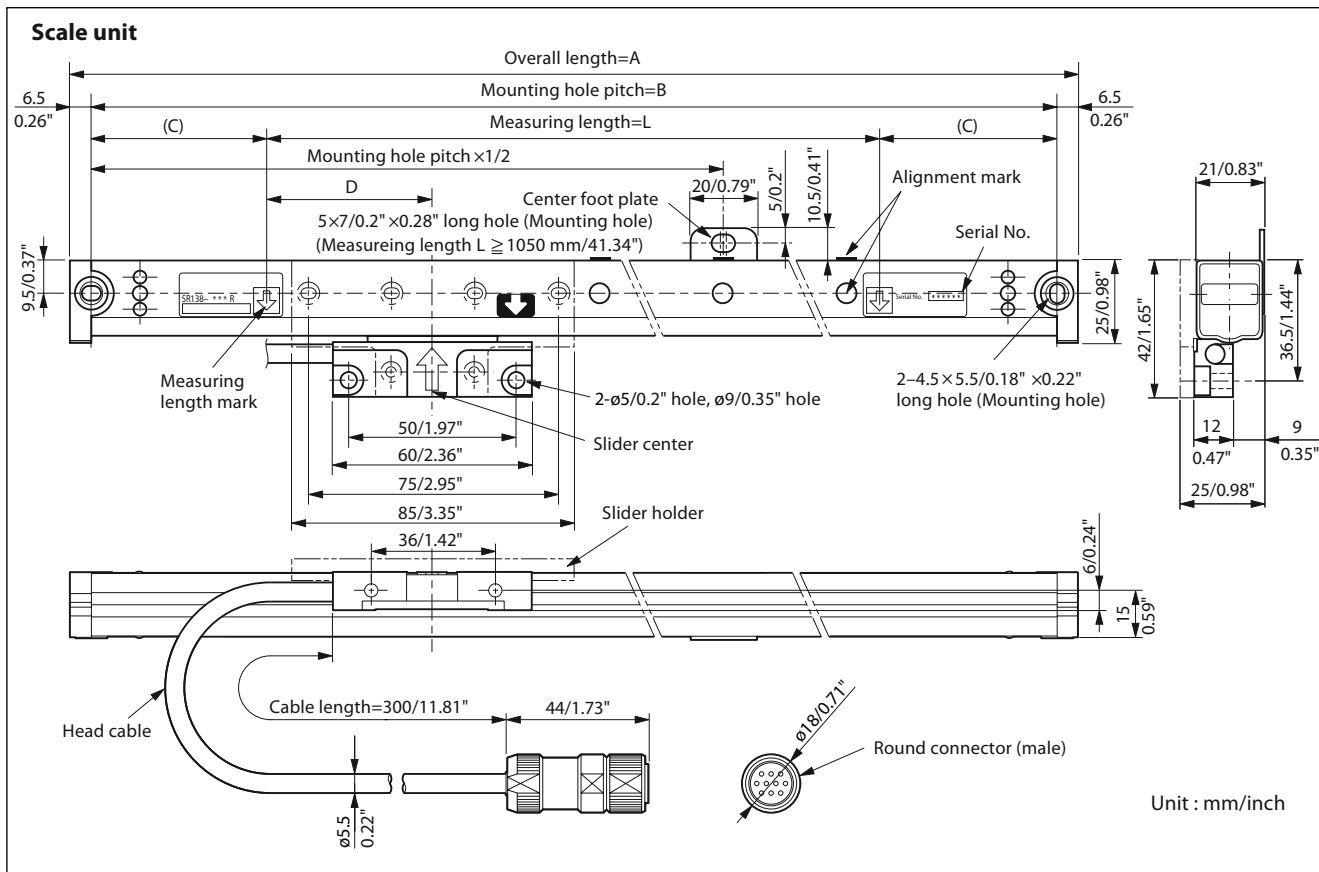 Scale unit
Overall length=A
6.5
0.26"
Mounting hole pitch=B
6.5
0.26"
(C)
Measuring length=L
(C)
Mounting hole pitch ×1/2
D
Center foot plate
20/0.79"
5/0.2"
10.5/0.41"
Alignment mark
21/0.83"
5×7/0.2" ×0.28" long hole (Mounting hole)
(Measureing length L ≧ 1050 mm/41.34")
Serial No.
9.5/0.37"
SR138- *** R
Serial No. ******
25/0.98"
42/1.65"
36.5/1.44"
Measuring
length mark
2-ø5/0.2" hole, ø9/0.35" hole
2–4.5×5.5/0.18" ×0.22"
long hole (Mounting hole)
50/1.97"
Slider center
60/2.36"
12
0.47"
9
0.35"
75/2.95"
25/0.98"
85/3.35"
Slider holder
36/1.42"
6/0.24"
15
0.59"
Head cable
Cable length=300/11.81"
44/1.73"
ø18/0.71"
Round connector (male)
ø5.5
0.22"
Unit : mm/inch